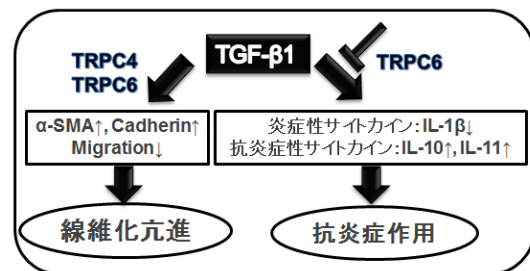 TGF-β1
TRPC4
TRPC6
TRPC6
α-SMA↑, Cadherin↑
Migration↓
炎症性サイトカイン：IL-1β↓
抗炎症性サイトカイン：IL-10↑, IL-11↑
線維化亢進
抗炎症作用